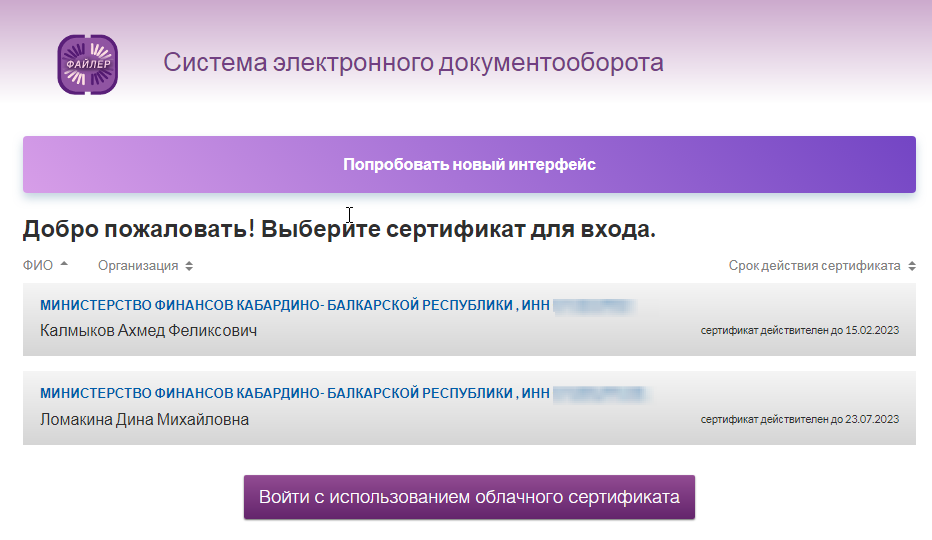 ФАЙЛЕР
Система электронного документооборота
Попробовать новый интерфейс
Добро пожаловать! Выберите сертификат для входа.
ФИО Организация Срок действия сертификата
МИНИСТЕРСТВО ФИНАНСОВ КАБАРДИНО- БАЛКАРСКОЙ РЕСПУБЛИКИ , ИНН
Калмыков Ахмед Феликсович сертификат действителен до 15.02.2023
МИНИСТЕРСТВО ФИНАНСОВ КАБАРДИНО- БАЛКАРСКОЙ РЕСПУБЛИКИ , ИНН
Ломакина Дина Михайловна сертификат действителен до 23.07.2023
Войти с использованием облачного сертификата